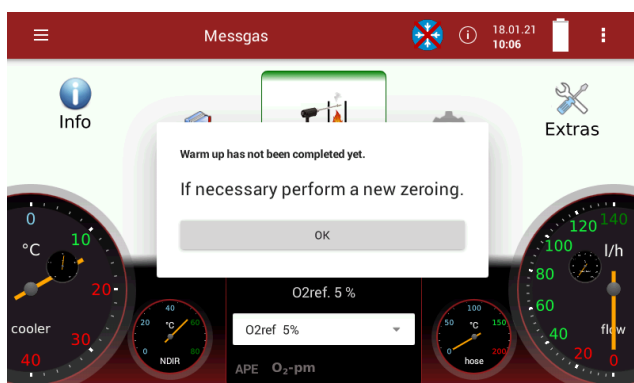 Messgas
18.01.21
10:06
Info
Extras
Warm up has not been completed yet.
If necessary perform a new zeroing.
OK
0
10
20
30
40
°C
cooler
20
40
60
0
80
°C
NDIR
O2ref. 5 %
O2ref 5%
APE O₂-pm
50
100
150
0
200
°C
hose
140
120
100
80
60
40
20
0
l/h
flow